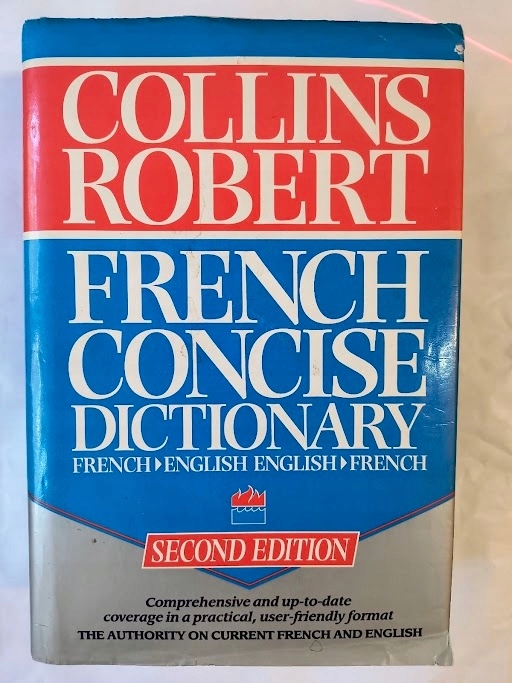 COLLINS
ROBERT
FRENCH
CONCISE
DICTIONARY
FRENCH▸ENGLISH ENGLISH▸FRENCH
SECOND EDITION
Comprehensive and up-to-date
coverage in a practical, user-friendly format
THE AUTHORITY ON CURRENT FRENCH AND ENGLISH